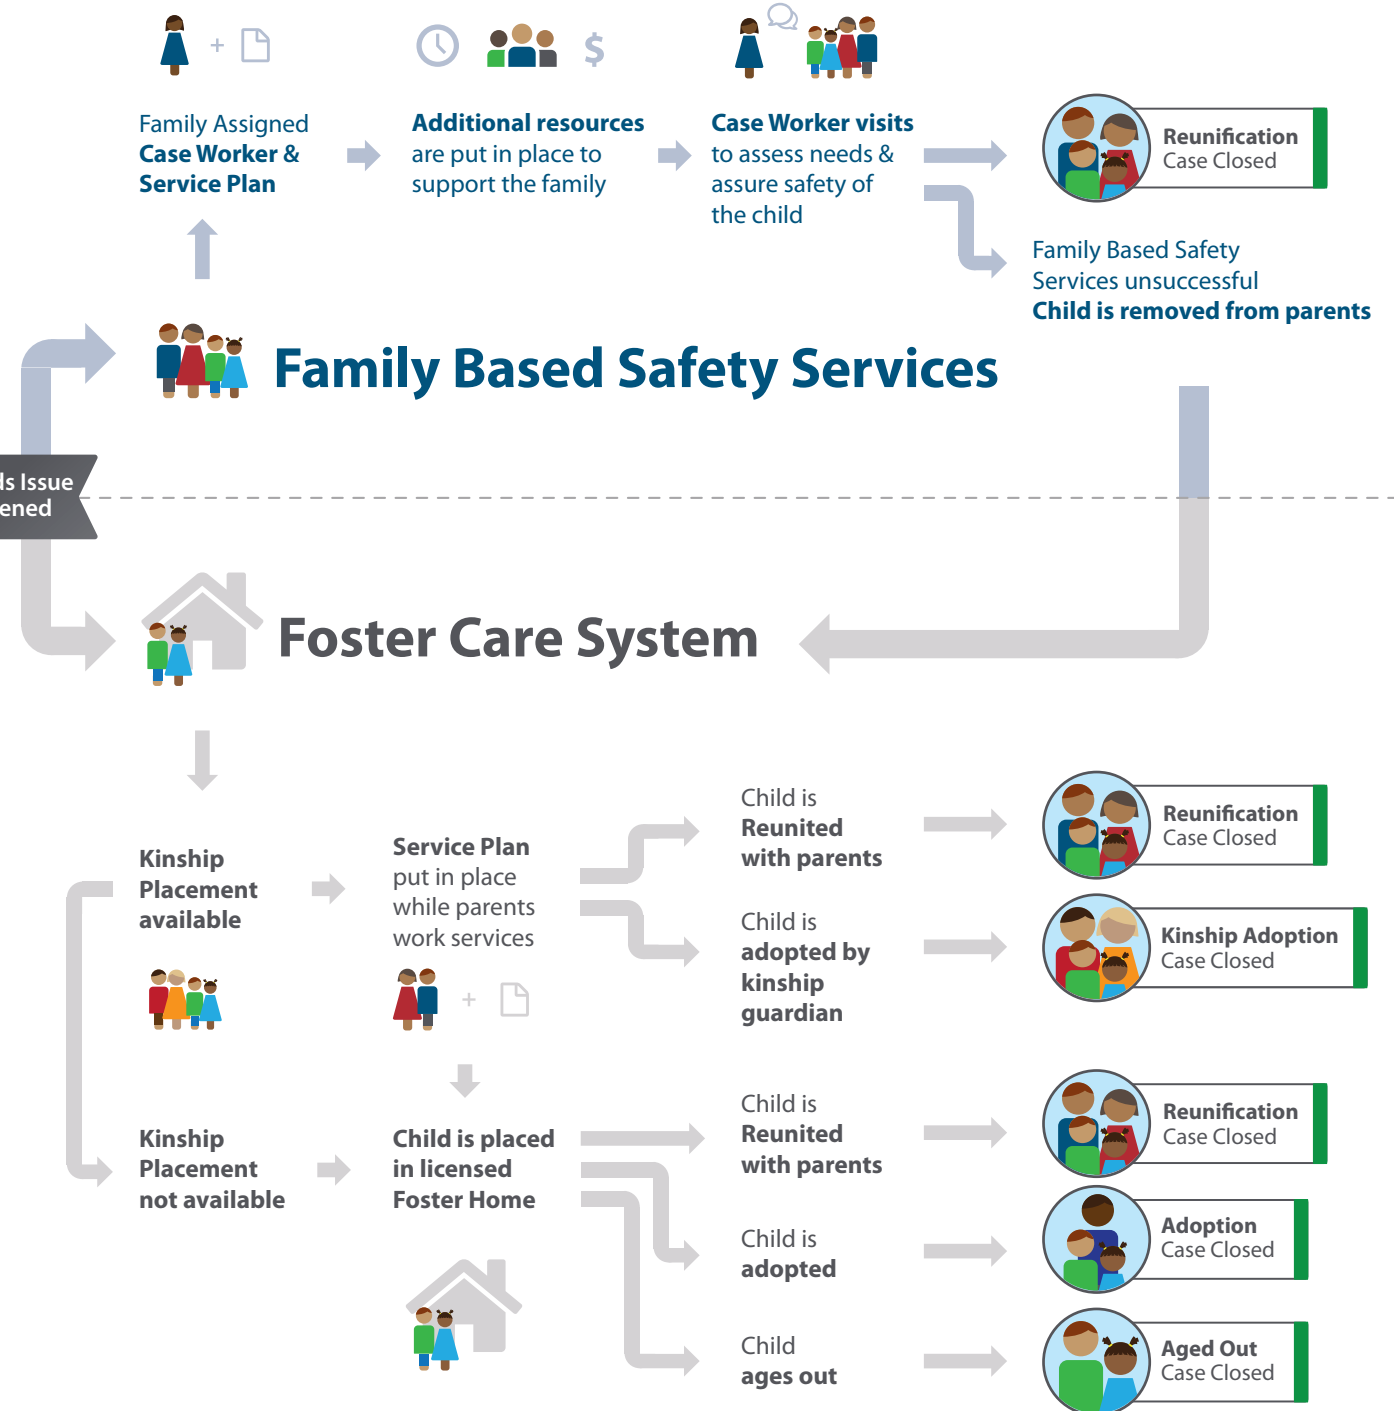 +
$
Family Assigned
Case Worker &
Service Plan
Additional resources
are put in place to
support the family
Case Worker visits
to assess needs &
assure safety of
the child
Reunification
Case Closed
Family Based Safety
Services unsuccessful
Child is removed from parents
Family Based Safety Services
Issue
Foster Care System
Kinship
Placement
available
Service Plan
put in place
while parents
work services
+
Child is
Reunited
with parents
Reunification
Case Closed
Child is
adopted by
kinship
guardian
Kinship Adoption
Case Closed
Kinship
Placement
not available
Child is placed
in licensed
Foster Home
Child is
Reunited
with parents
Reunification
Case Closed
Child is
adopted
Adoption
Case Closed
Child
ages out
Aged Out
Case Closed